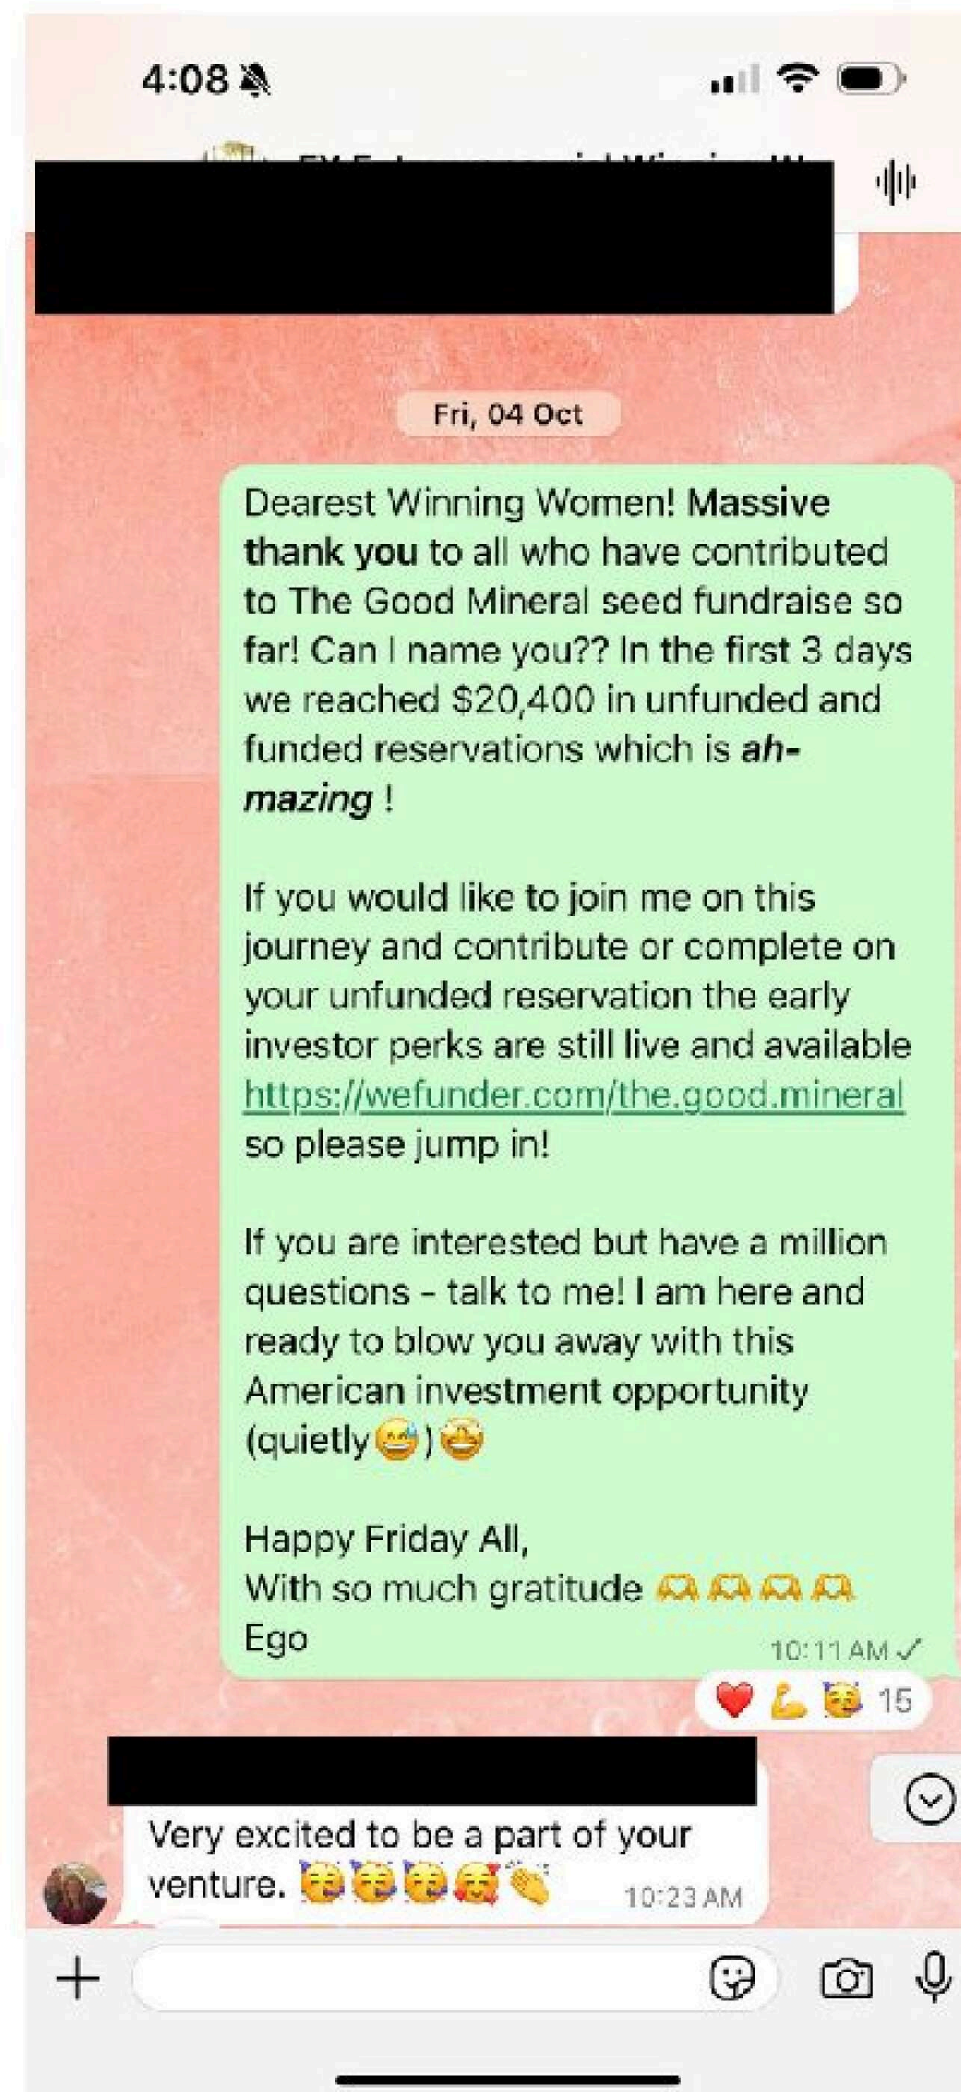 4:08
Fri, 04 Oct
Dearest Winning Women! Massive
thank you to all who have contributed
to The Good Mineral seed fundraise so
far! Can I name you?? In the first 3 days
we reached $20,400 in unfunded and
funded reservations which is ah-
mazing !
If you would like to join me on this
journey and contribute or complete on
your unfunded reservation the early
investor perks are still live and available
https://wefunder.com/the.good.mineral
so please jump in!
If you are interested but have a million
questions – talk to me! I am here and
ready to blow you away with this
American investment opportunity
(quietly😅)🤩
Happy Friday All,
With so much gratitude 🫶🫶🫶🫶
Ego
10:11 AM ✓
❤️ 💪 🥳 15
Very excited to be a part of your
venture. 🥳🥳🥳🥰👏
10:23 AM